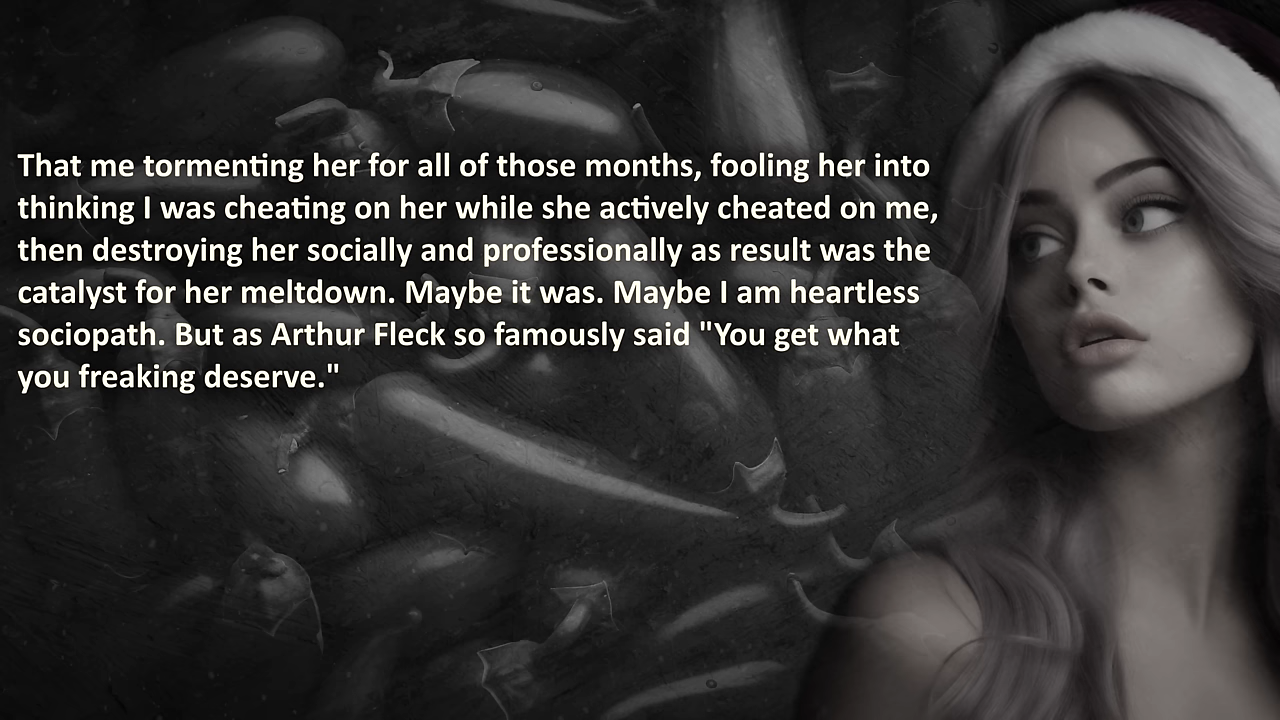 That me tormenting her for all of those months, fooling her into
thinking I was cheating on her while she actively cheated on me,
then destroying her socially and professionally as result was the
catalyst for her meltdown. Maybe it was. Maybe I am heartless
sociopath. But as Arthur Fleck so famously said "You get what
you freaking deserve."